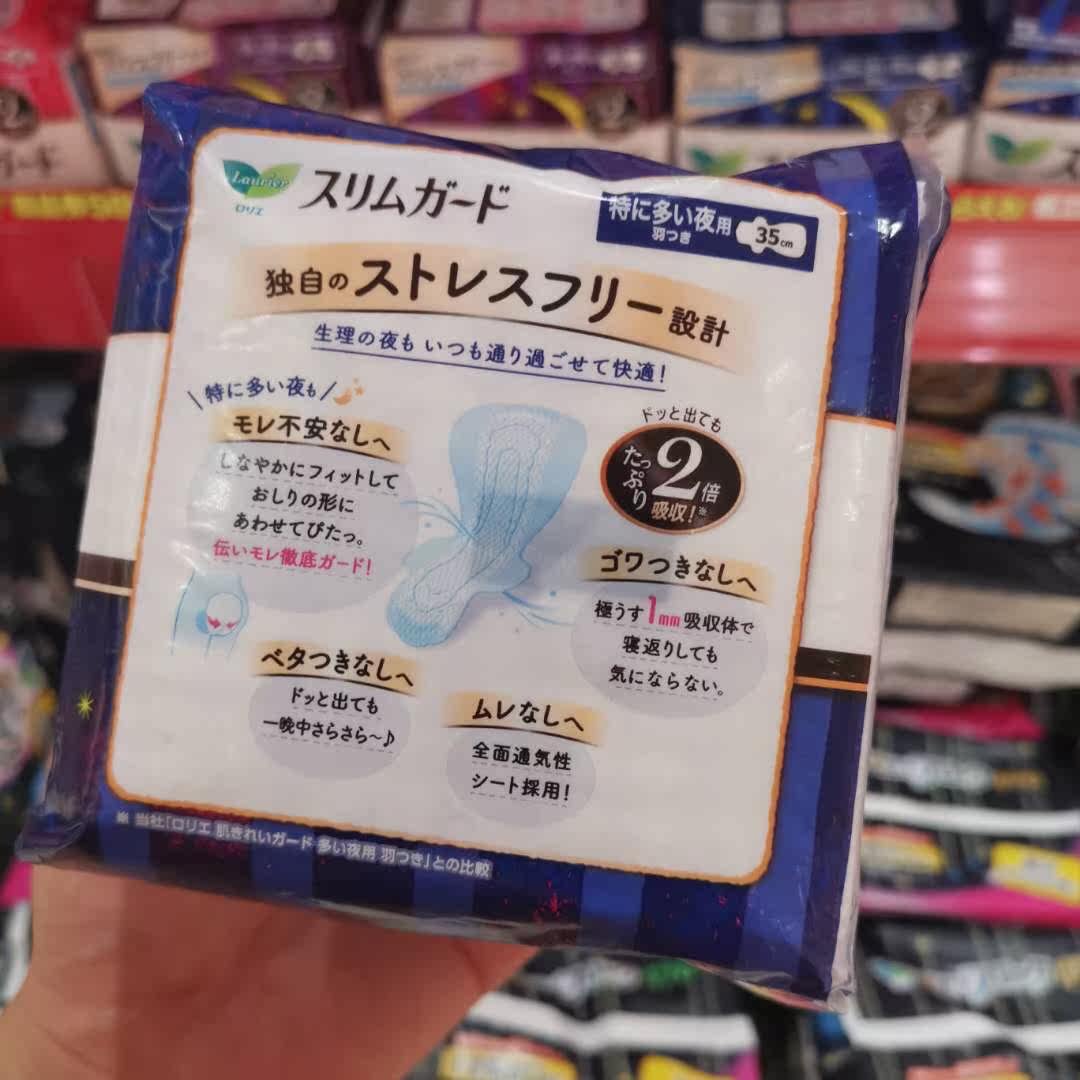 Laurier
ロリエ
スリムガード
特に多い夜用
羽つき
35cm
独自のストレスフリー設計
生理の夜も いつも通り過ごせて快適!
\特に多い夜も/
モレ不安なしへ
しなやかにフィットして
おしりの形に
あわせてぴたっ。
伝いモレ徹底ガード!
ドッと出ても
たっぷり
2倍
吸収!※
ゴワつきなしへ
極うす1mm吸収体で
寝返りしても
気にならない。
ベタつきなしへ
ドッと出ても
一晩中さらさら～♪
ムレなしへ
全面通気性
シート採用!
※ 当社「ロリエ 肌きれいガード 多い夜用 羽つき」との比較